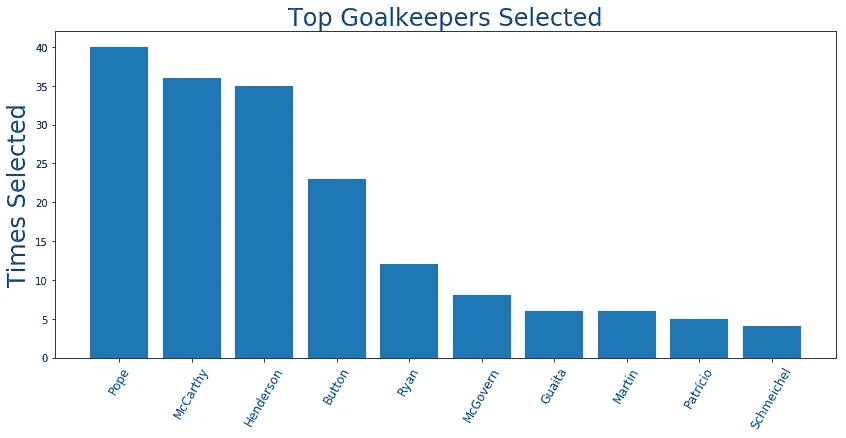 Top Goalkeepers Selected
Times Selected
40
35
30
25
20
15
10
5
0
Pope
McCarthy
Henderson
Button
Ryan
McGovern
Guaita
Martin
Patrício
Schmeichel